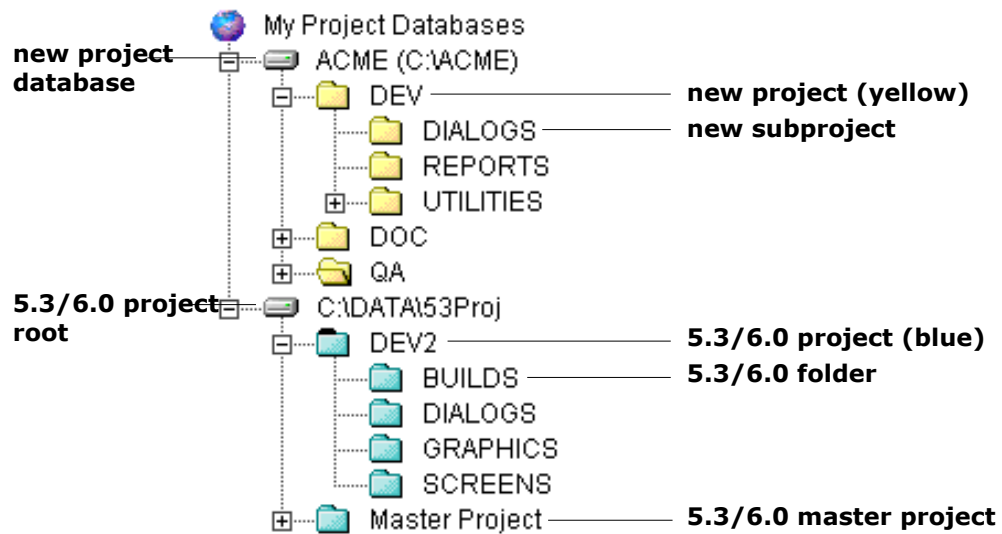 My Project Databases
new project database
ACME (C:\ACME)
DEV
new project (yellow)
DIALOGS
new subproject
REPORTS
UTILITIES
DOC
QA
5.3/6.0 project root
C:\DATA\53Proj
DEV2
5.3/6.0 project (blue)
BUILDS
5.3/6.0 folder
DIALOGS
GRAPHICS
SCREENS
Master Project
5.3/6.0 master project